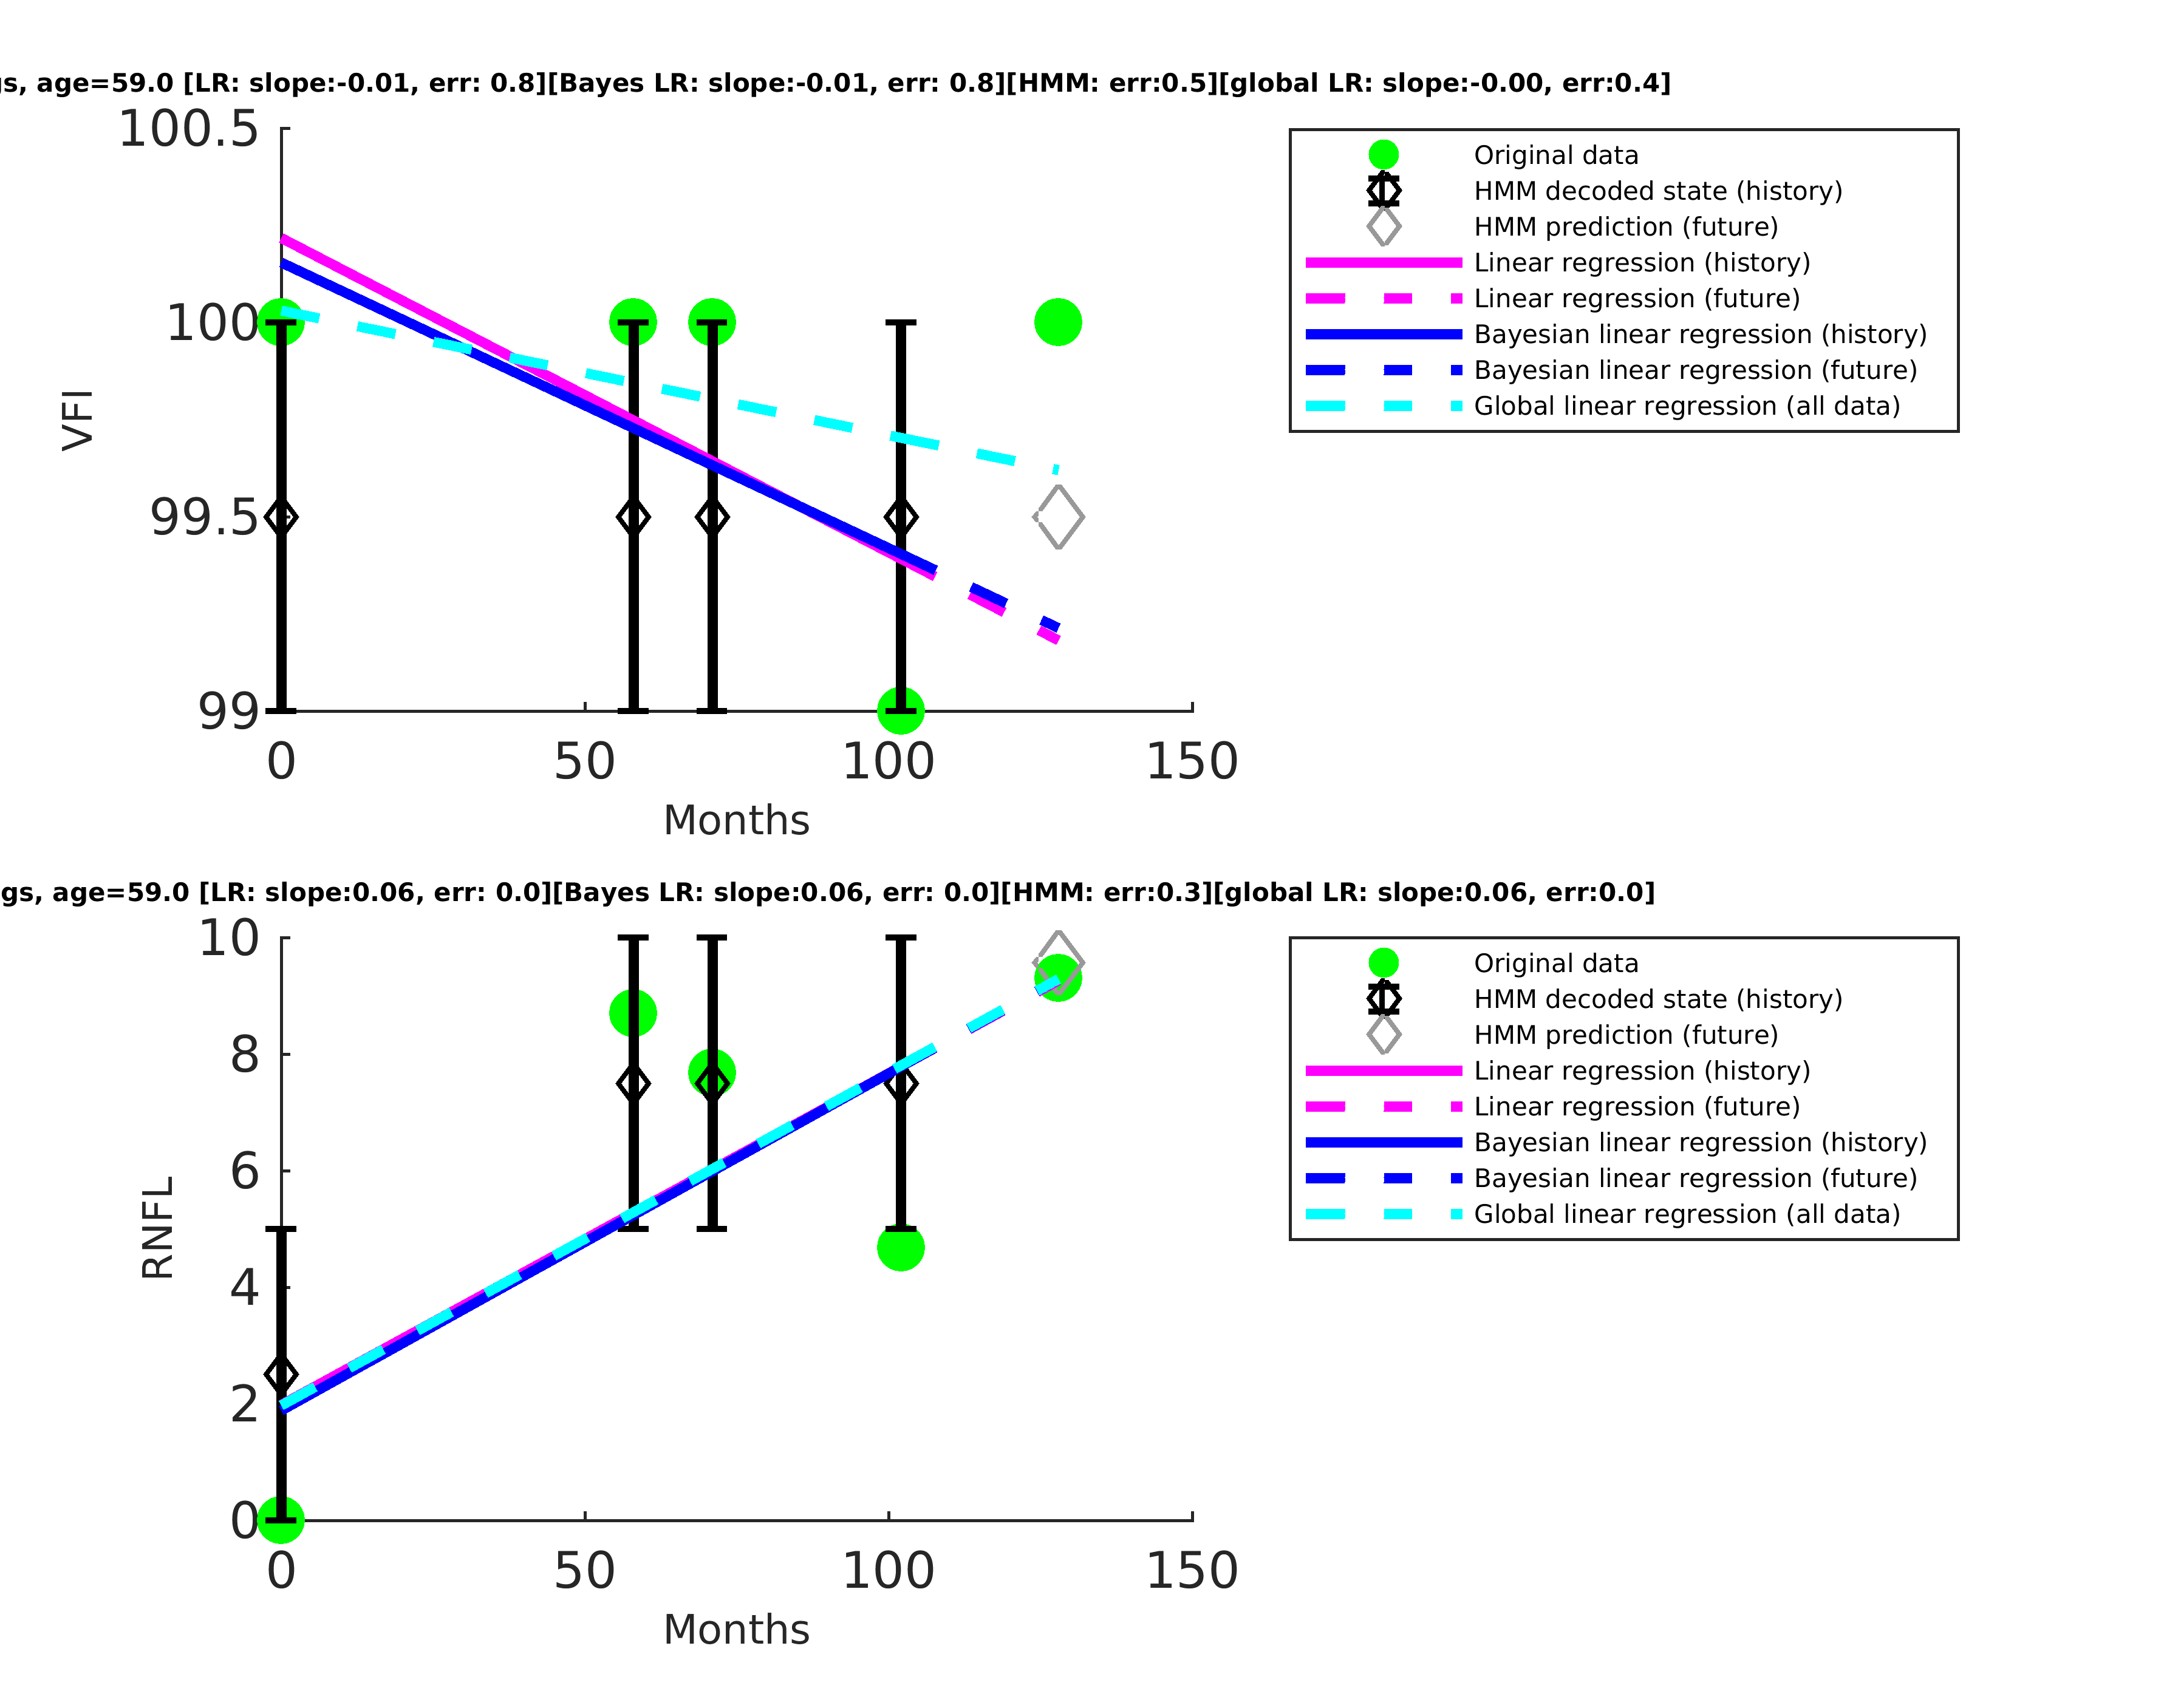 gs, age=59.0 [LR: slope:-0.01, err: 0.8][Bayes LR: slope:-0.01, err: 0.8][HMM: err:0.5][global LR: slope:-0.00, err:0.4]
100.5
100
99.5
99
VFI
0 50 100 150
Months
Original data
HMM decoded state (history)
HMM prediction (future)
Linear regression (history)
Linear regression (future)
Bayesian linear regression (history)
Bayesian linear regression (future)
Global linear regression (all data)
gs, age=59.0 [LR: slope:0.06, err: 0.0][Bayes LR: slope:0.06, err: 0.0][HMM: err:0.3][global LR: slope:0.06, err:0.0]
10
8
6
4
2
0
RNFL
0 50 100 150
Months
Original data
HMM decoded state (history)
HMM prediction (future)
Linear regression (history)
Linear regression (future)
Bayesian linear regression (history)
Bayesian linear regression (future)
Global linear regression (all data)